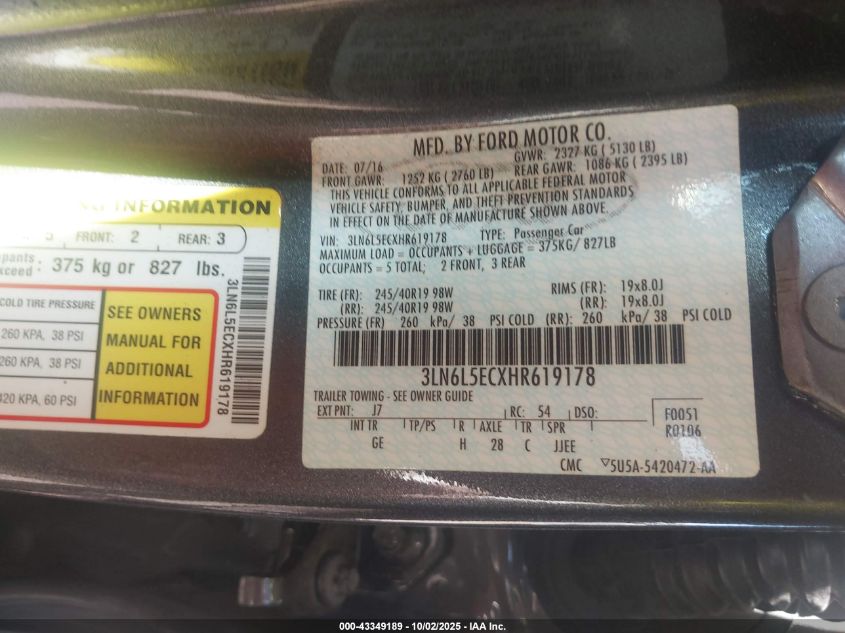 NG INFORMATION
FRONT: 2 REAR: 3
pants
exceed: 375 kg or 827 lbs.
COLD TIRE PRESSURE
260 KPA, 38 PSI
260 KPA, 38 PSI
420 KPA, 60 PSI
SEE OWNERS
MANUAL FOR
ADDITIONAL
INFORMATION
3LN6L5ECXHR619178
MFD. BY FORD MOTOR CO.
DATE: 07/16 GVWR: 2327 KG ( 5130 LB)
FRONT GAWR: 1252 KG ( 2760 LB) REAR GAWR: 1086 KG ( 2395 LB)
THIS VEHICLE CONFORMS TO ALL APPLICABLE FEDERAL MOTOR
VEHICLE SAFETY, BUMPER, AND THEFT PREVENTION STANDARDS
IN EFFECT ON THE DATE OF MANUFACTURE SHOWN ABOVE.
VIN: 3LN6L5ECXHR619178 TYPE: Passenger Car
MAXIMUM LOAD = OCCUPANTS + LUGGAGE = 375KG/ 827LB
OCCUPANTS = 5 TOTAL; 2 FRONT, 3 REAR
TIRE (FR): 245/40R19 98W RIMS (FR): 19x8.0J
(RR): 245/40R19 98W (RR): 19x8.0J
PRESSURE (FR) 260 kPa/ 38 PSI COLD (RR): 260 kPa/ 38 PSI COLD
3LN6L5ECXHR619178
TRAILER TOWING - SEE OWNER GUIDE
EXT PNT: J7 RC: 54 DSO: F0051
INT TR TP/PS R AXLE TR SPR R0106
GE H 28 C JJEE
CMC 5U5A-5420472-AA
000-43349189 - 10/02/2025 - IAA Inc.